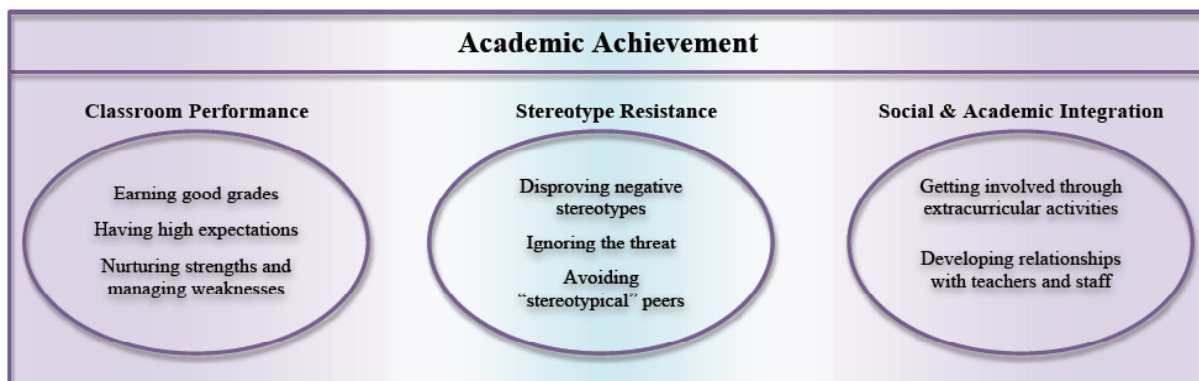 Academic Achievement
Classroom Performance
Earning good grades
Having high expectations
Nurturing strengths and
managing weaknesses
Stereotype Resistance
Disproving negative
stereotypes
Ignoring the threat
Avoiding
“stereotypical” peers
Social & Academic Integration
Getting involved through
extracurricular activities
Developing relationships
with teachers and staff